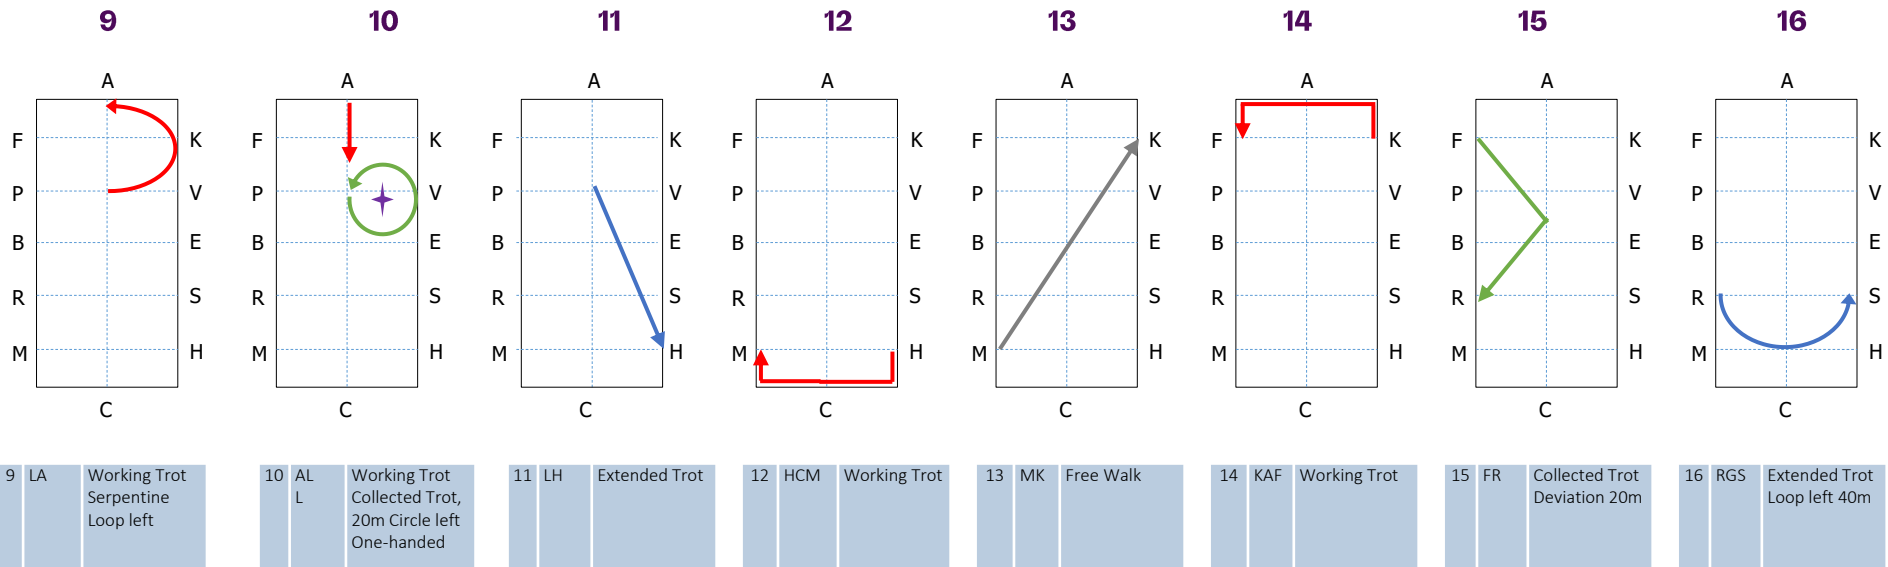 9 10 11 12 13 14 15 16
A A A A A A A A
F K F K F K F K F K F K F K F K
P V P V P V P V P V P V P V P V
B E B E B E B E B E B E B E B E
R S R S R S R S R S R S R S R S
M H M H M H M H M H M H M H M H
C C C C C C C C
9 LA Working Trot
Serpentine
Loop left
10 AL Working Trot
L Collected Trot,
20m Circle left
One-handed
11 LH Extended Trot
12 HCM Working Trot
13 MK Free Walk
14 KAF Working Trot
15 FR Collected Trot
Deviation 20m
16 RGS Extended Trot
Loop left 40m